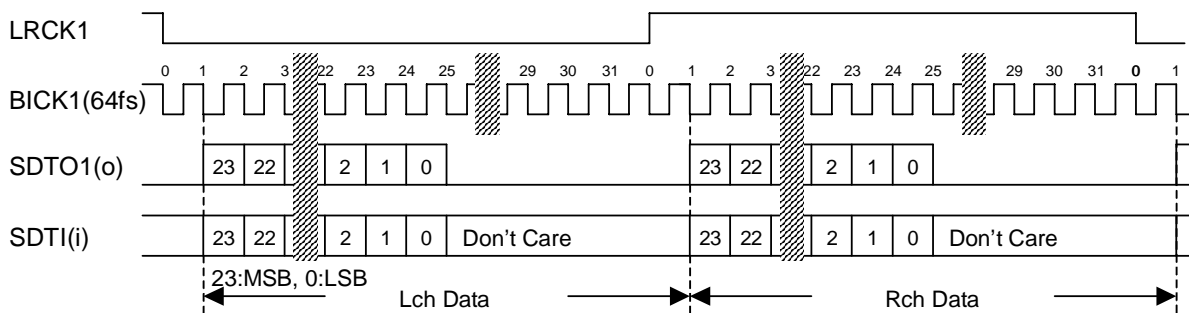 LRCK1
0 1 2 3 22 23 24 25 29 30 31 0 1 2 3 22 23 24 25 29 30 31 0 1
BICK1(64fs)
SDTO1(o) 23 22 2 1 0 23 22 2 1 0
SDTI(i) 23 22 2 1 0 Don't Care 23 22 2 1 0 Don't Care
23:MSB, 0:LSB
Lch Data Rch Data